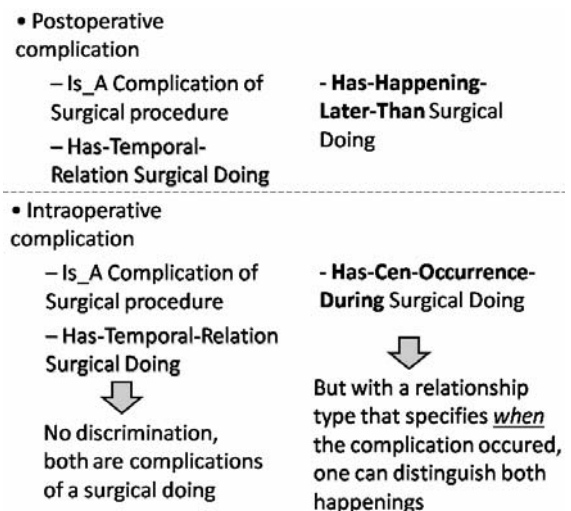 • Postoperative
complication
– Is_A Complication of
Surgical procedure
– Has-Temporal-
Relation Surgical Doing
- Has-Happening-
Later-Than Surgical
Doing
• Intraoperative
complication
– Is_A Complication of
Surgical procedure
– Has-Temporal-Relation
Surgical Doing
No discrimination,
both are complications
of a surgical doing
- Has-Cen-Occurrence-
During Surgical Doing
But with a relationship
type that specifies when
the complication occured,
one can distinguish both
happenings